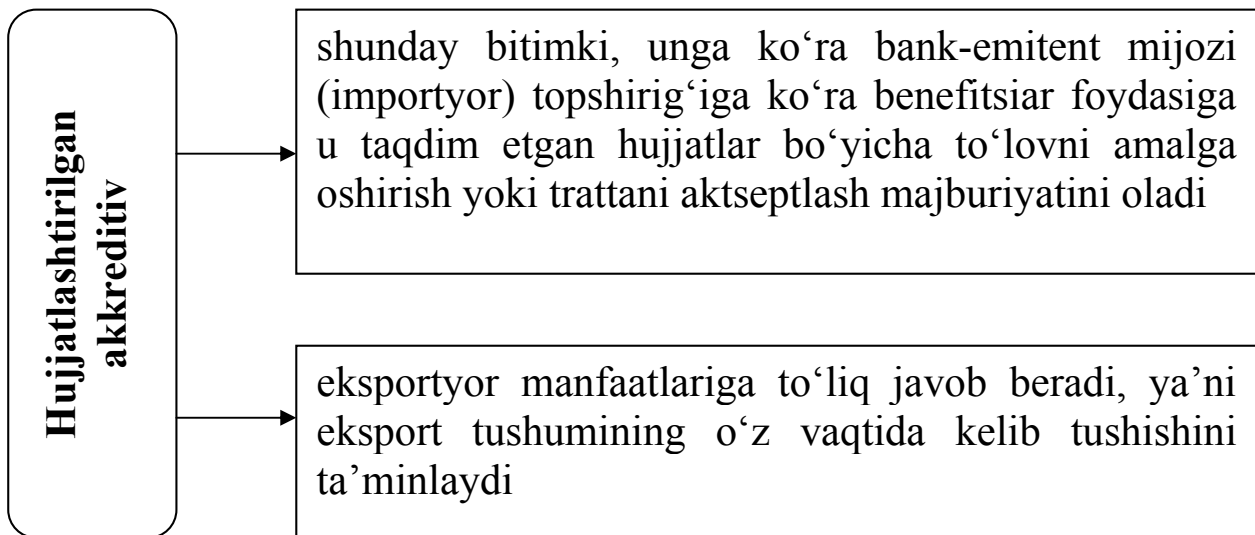 Hujjatlashtirilgan
akkreditiv
shunday bitimki, unga ko‘ra bank-emitent mijozi
(importyor) topshirig‘iga ko‘ra benefitsiar foydasiga
u taqdim etgan hujjatlar bo‘yicha to‘lovni amalga
oshirish yoki trattani aktseptlash majburiyatini oladi
eksportyor manfaatlariga to‘liq javob beradi, ya’ni
eksport tushumining o‘z vaqtida kelib tushishini
ta’minlaydi